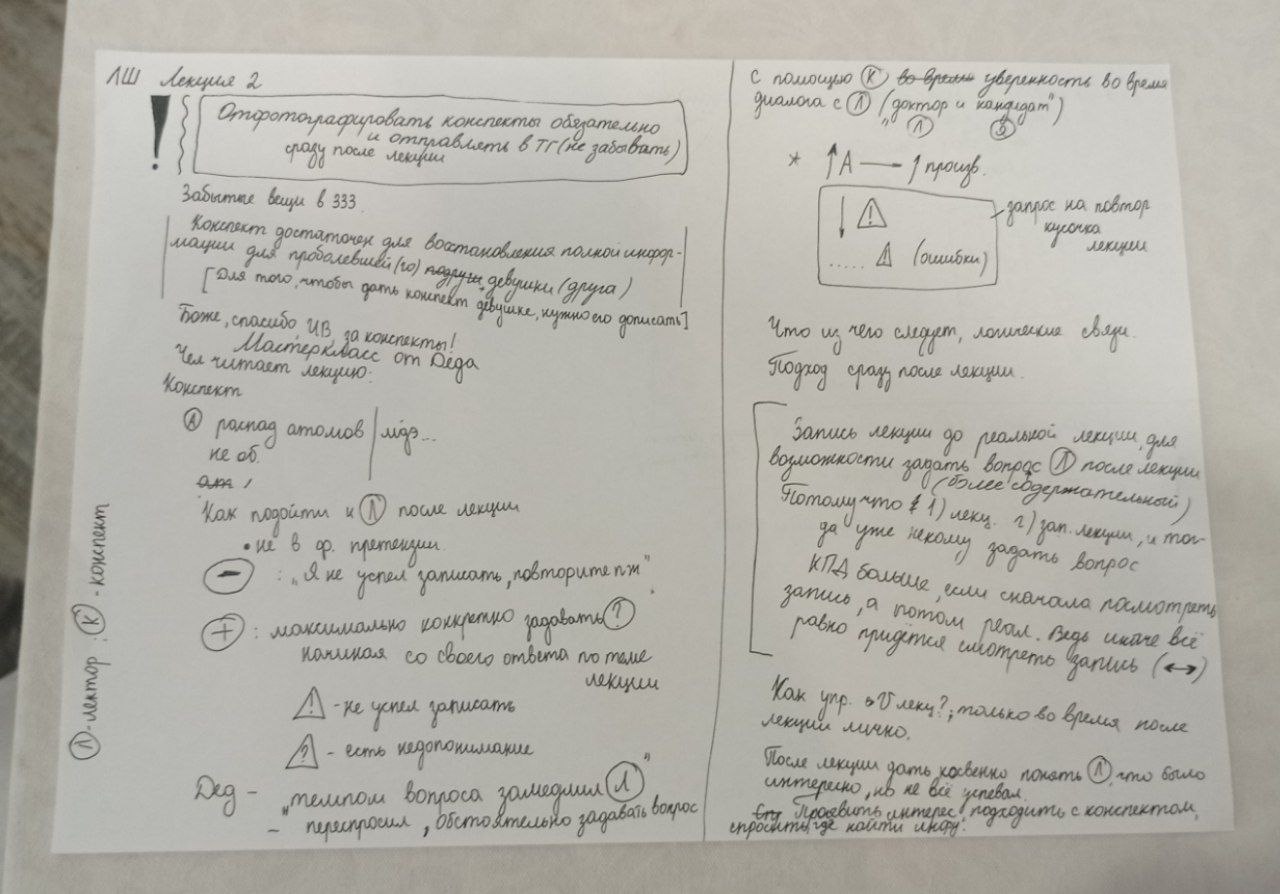 ЛШ Лекция 2
! Отфотографировать конспекты обязательно
и отправлять в ТГ (не забывать)
сразу после лекции
Забытые вещи в 333.
Конспект достаточен для восстановления полной инфор-
мации для проболевшей (го) подруги девушки (друга)
[Для того, чтобы дать конспект девушке, нужно его дописать]
Боже, спасибо, ИВ, за конспекты!
Мастеркласс от Деда
Чел читает лекцию:
Конспект
распад атомов
не об.
Как подойти к Л после лекции
• не в ф. претензии.
- : "Я не успел записать, повторите пж"
+ : максимально конкретно задавать ?
начиная со своего ответа по теме
лекции
! - не успел записать
? - есть недопонимание
Дед - "темпом вопроса замедлил Л"
- "переспросил, обстоятельно задавать вопрос
Л - лектор ; К - конспект
с помощью К во время уверенность во время
диалога с Л ("доктор и кандидат")
Л
* ↑А — ↑ произв.
↓ !
..... ! (ошибки)
запрос на повтор
кусочка
лекции
Что из чего следует, логические связи.
Подход сразу после лекции.
Запись лекции до реальной лекции, для
возможности задать вопрос Л после лекции
(более содержательный)
Потому что 1) лекц. 2) зап. лекции, и тог-
да уже некому задать вопрос
КПД больше, если сначала посмотреть
запись, а потом реал. Ведь иначе всё
равно придётся смотреть запись (↔)
Как упр. V лекц?; только во время после
лекции лично.
После лекции дать косвенно понять Л, что было
интересно, но не всё успевал.
Проявить интерес, подходить с конспектом,
спросить, где найти инфу.